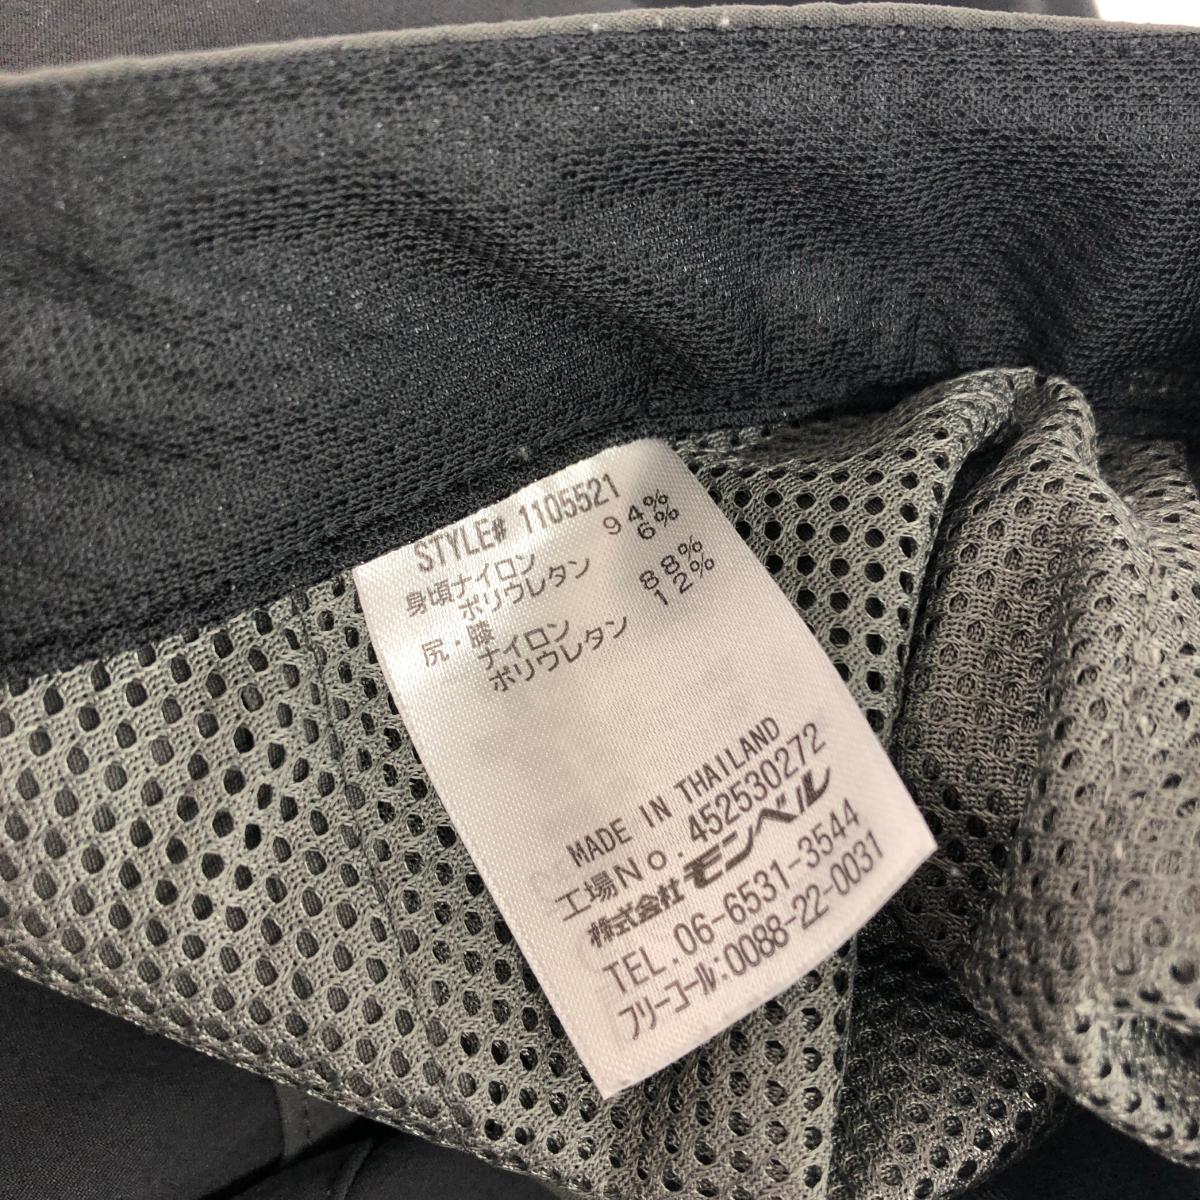 STYLE# 1105521
身頃ナイロン 94%
ポリウレタン 6%
尻・膝
ナイロン 88%
ポリウレタン 12%
MADE IN THAILAND
工場No.452530272
株式会社モンベル
TEL.06-6531-3544
フリーコール:0088-22-0031